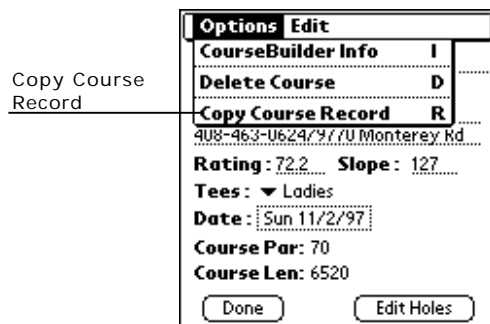 Options Edit
CourseBuilder Info I
Delete Course D
Copy Course Record R
Copy Course
Record
408-463-0624/9770 Monterey Rd
Rating: 72.2 Slope: 127
Tees: Ladies
Date: Sun 11/2/97
Course Par: 70
Course Len: 6520
Done Edit Holes